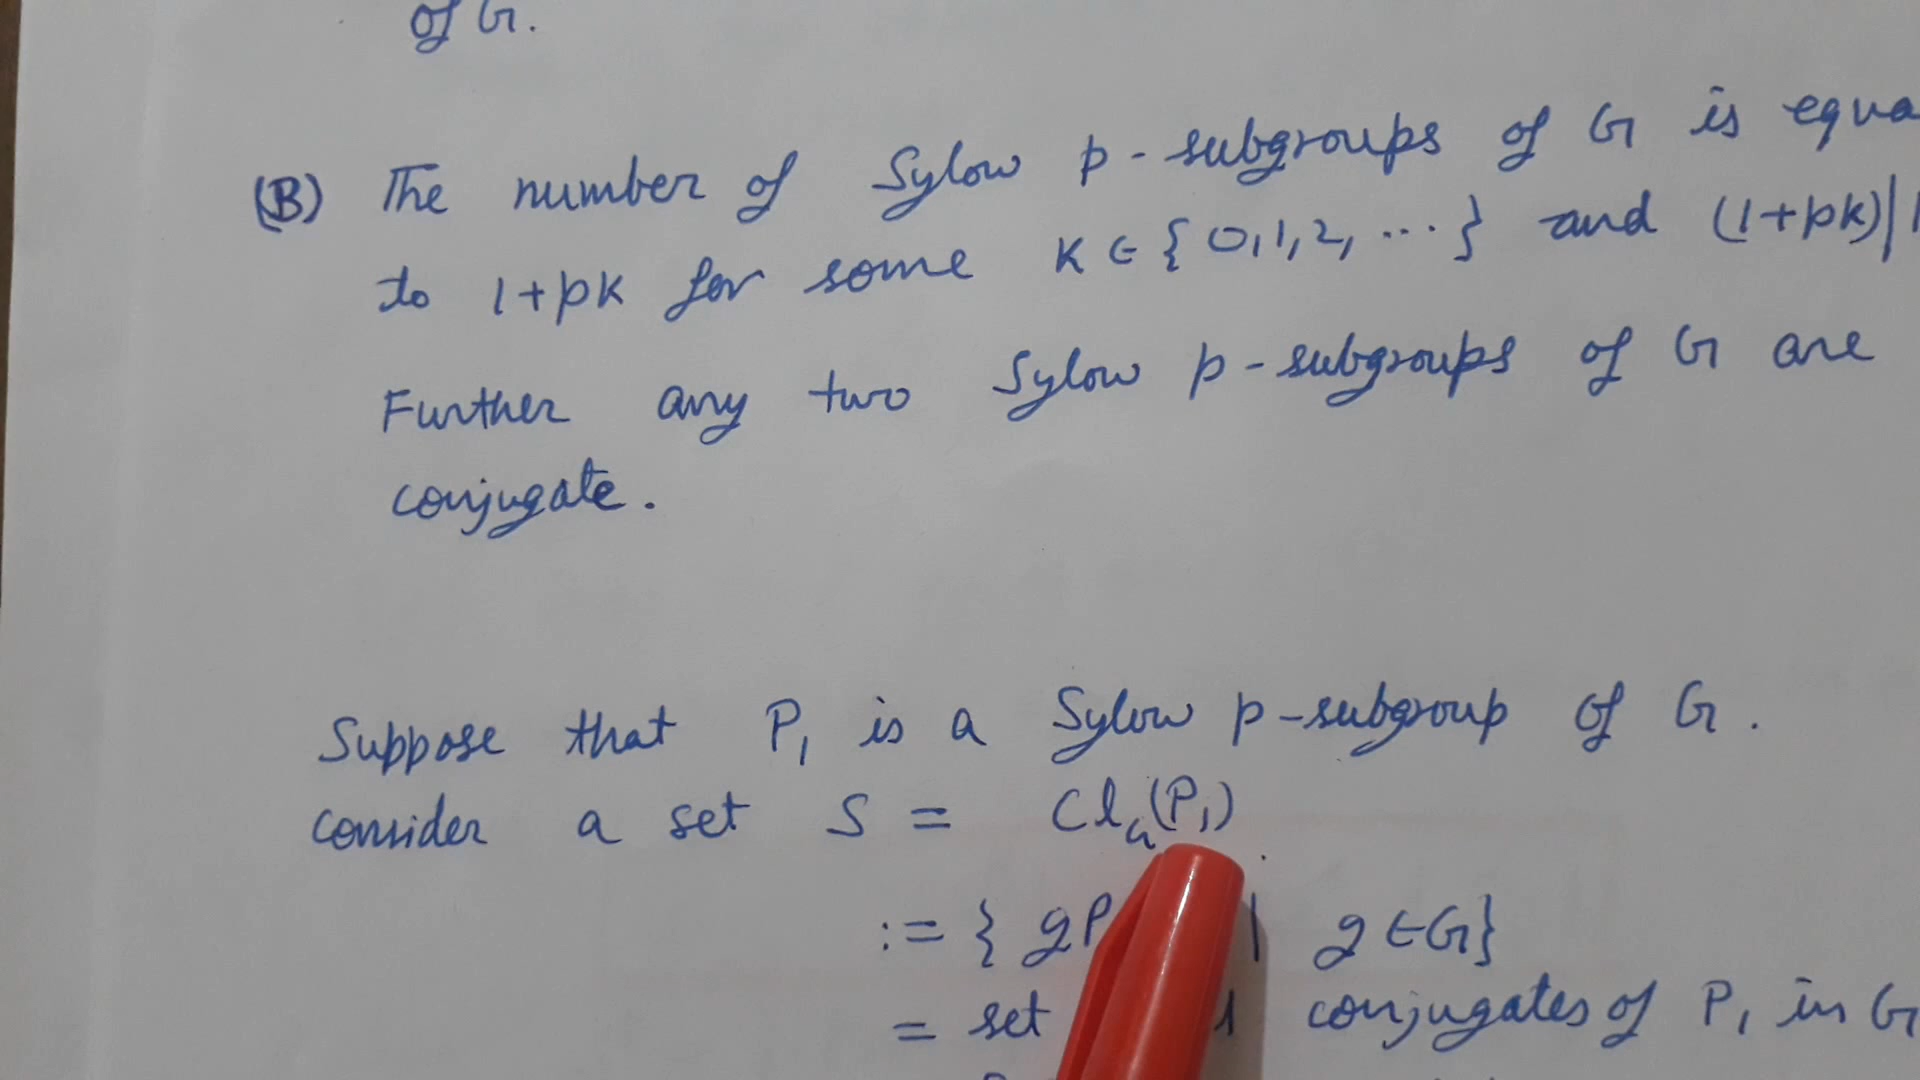 of G.
(B) The number of Sylow p-subgroups of G is equa
to 1+pk for some k ∈ {0,1,2, ...} and (1+pk)|
Further any two Sylow p-subgroups of G are
conjugate.
Suppose that P₁ is a Sylow p-subgroup of G.
consider a set S = Cl_G(P₁)
:= { gP | g ∈ G}
= set conjugates of P₁ in G